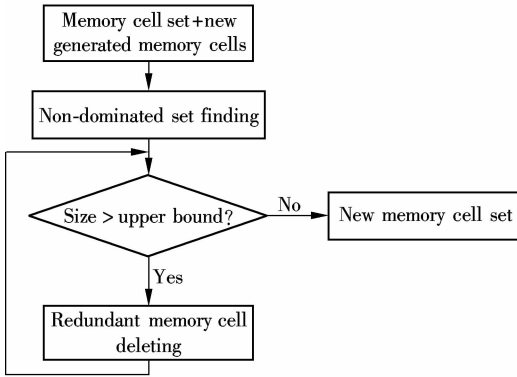 Memory cell set+new
generated memory cells
Non-dominated set finding
Size > upper bound?
No
New memory cell set
Yes
Redundant memory cell
deleting